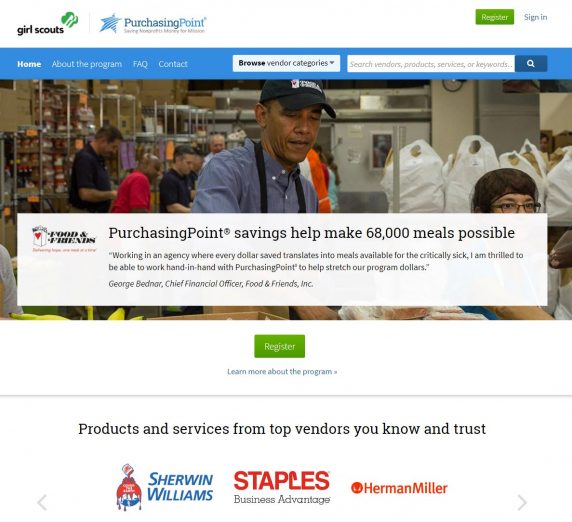 girl scouts
PurchasingPoint®
Saving Nonprofits Money for Mission
Register
Sign in
Home
About the program
FAQ
Contact
Browse vendor categories
Search vendors, products, services, or keywords...
FOOD & FRIENDS
Delivering hope, one meal at a time
PurchasingPoint® savings help make 68,000 meals possible
“Working in an agency where every dollar saved translates into meals available for the critically sick, I am thrilled to
be able to work hand-in-hand with PurchasingPoint® to help stretch our program dollars.”
George Bednar, Chief Financial Officer, Food & Friends, Inc.
Register
Learn more about the program »
Products and services from top vendors you know and trust
SHERWIN
WILLIAMS
STAPLES
Business Advantage
HermanMiller